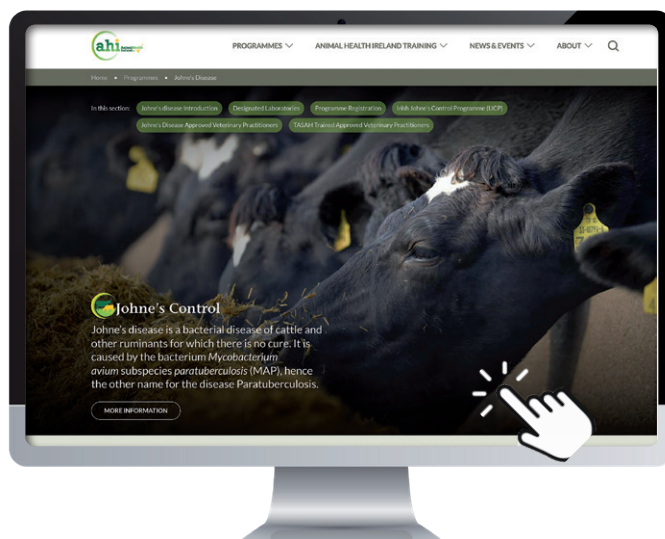 ahi Animal Health Ireland
PROGRAMMES ANIMAL HEALTH IRELAND TRAINING NEWS & EVENTS ABOUT
Home • Programmes • Johne's Disease
In this section: Johne's disease Introduction Designated Laboratories Programme Registration Irish Johne's Control Programme (IJCP)
Johne's Disease Approved Veterinary Practitioners TASAH Trained Approved Veterinary Practitioners
Johne's Control
Johne's disease is a bacterial disease of cattle and
other ruminants for which there is no cure. It is
caused by the bacterium Mycobacterium
avium subspecies paratuberculosis (MAP), hence
the other name for the disease Paratuberculosis.
MORE INFORMATION